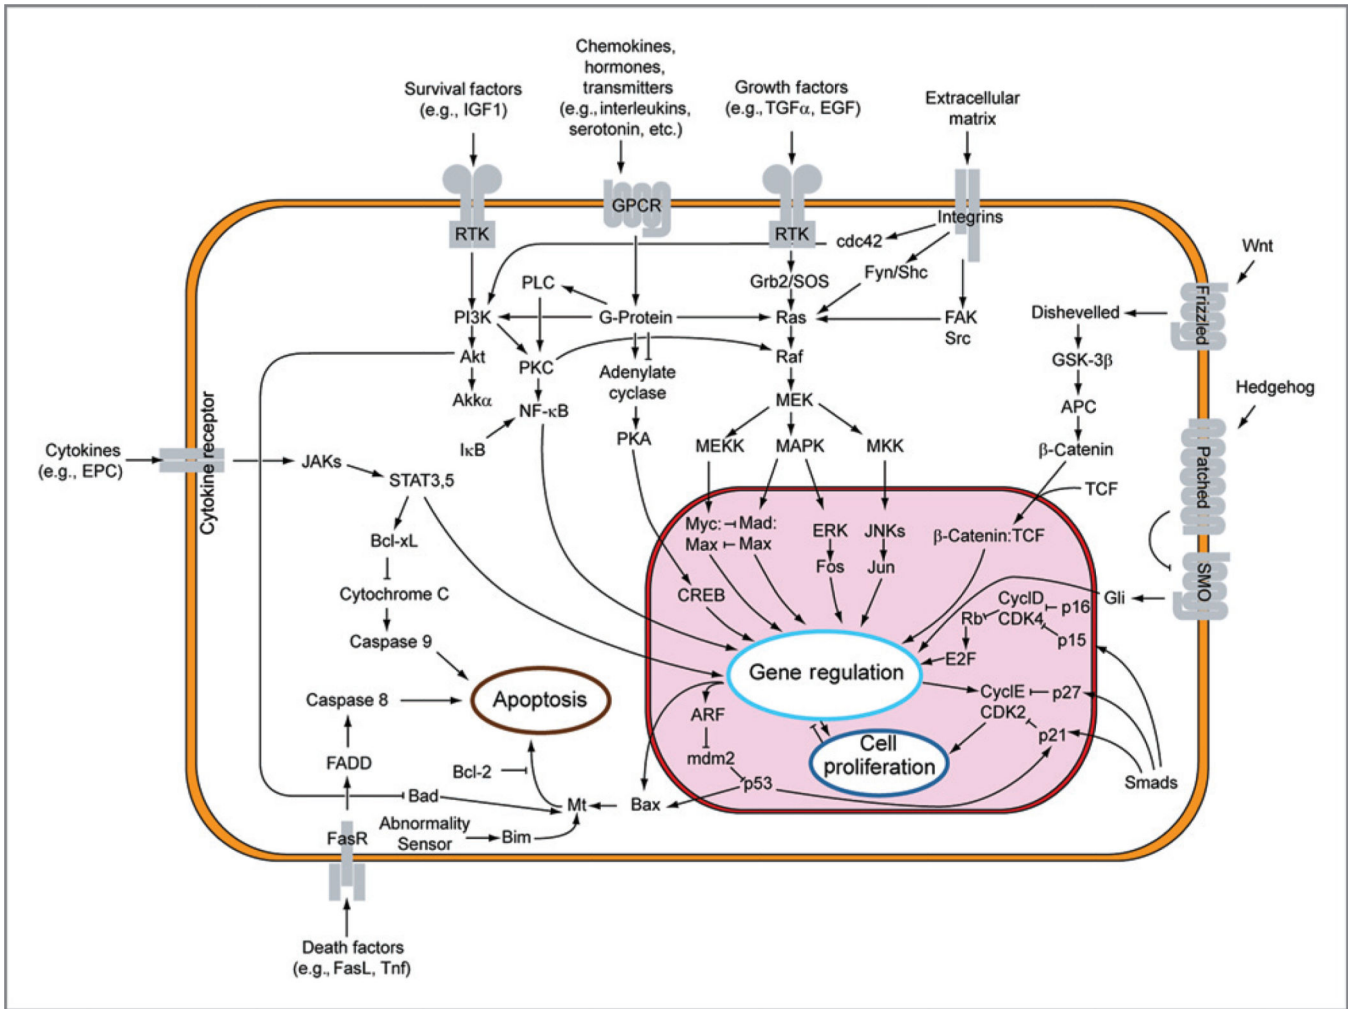 Survival factors
(e.g., IGF1)
Chemokines,
hormones,
transmitters
(e.g., interleukins,
serotonin, etc.)
Growth factors
(e.g., TGFα, EGF)
Extracellular
matrix
RTK
GPCR
RTK
Integrins
cdc42
Fyn/Shc
Grb2/SOS
PLC
PI3K
G-Protein
Ras
FAK
Src
Akt
PKC
Adenylate
cyclase
Raf
Akkα
NF-κB
IκB
PKA
MEK
MEKK
MAPK
MKK
Wnt
Frizzled
Dishevelled
GSK-3β
APC
β-Catenin
TCF
Hedgehog
Patched
SMO
Gli
Cytokines
(e.g., EPC)
Cytokine receptor
JAKs
STAT3,5
Bcl-xL
Cytochrome C
Caspase 9
Caspase 8
Apoptosis
FADD
Bcl-2
Bad
Mt
Bax
Abnormality
Sensor
Bim
FasR
Death factors
(e.g., FasL, Tnf)
Myc:
Max
Mad:
Max
ERK
Fos
JNKs
Jun
β-Catenin:TCF
CREB
CyclD
CDK4
p16
p15
Rb
E2F
Gene regulation
CyclE
CDK2
p27
p21
ARF
mdm2
p53
Cell
proliferation
Smads